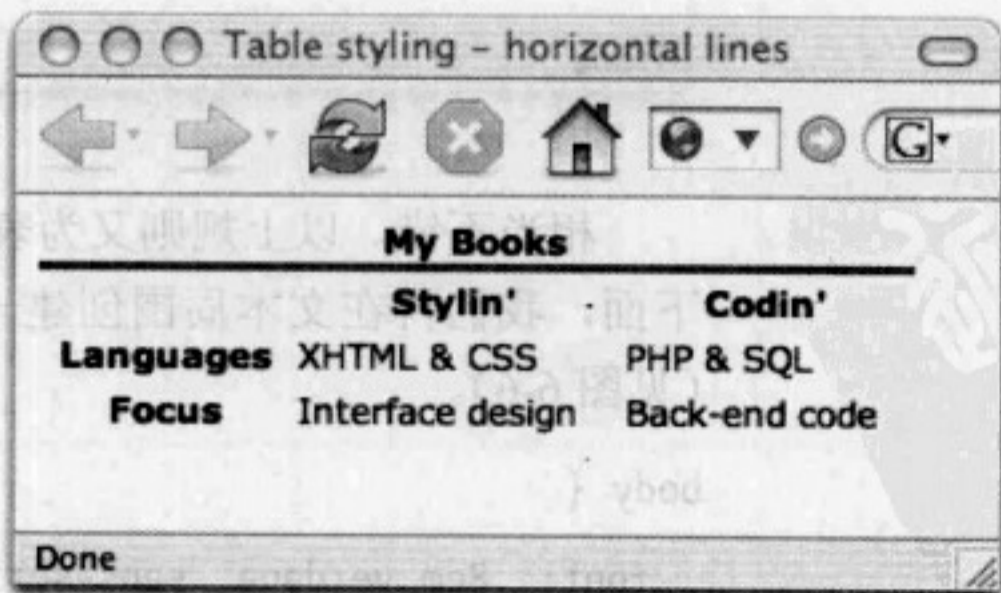 Table styling – horizontal lines
G
My Books
Stylin' Codin'
Languages XHTML & CSS PHP & SQL
Focus Interface design Back-end code
Done